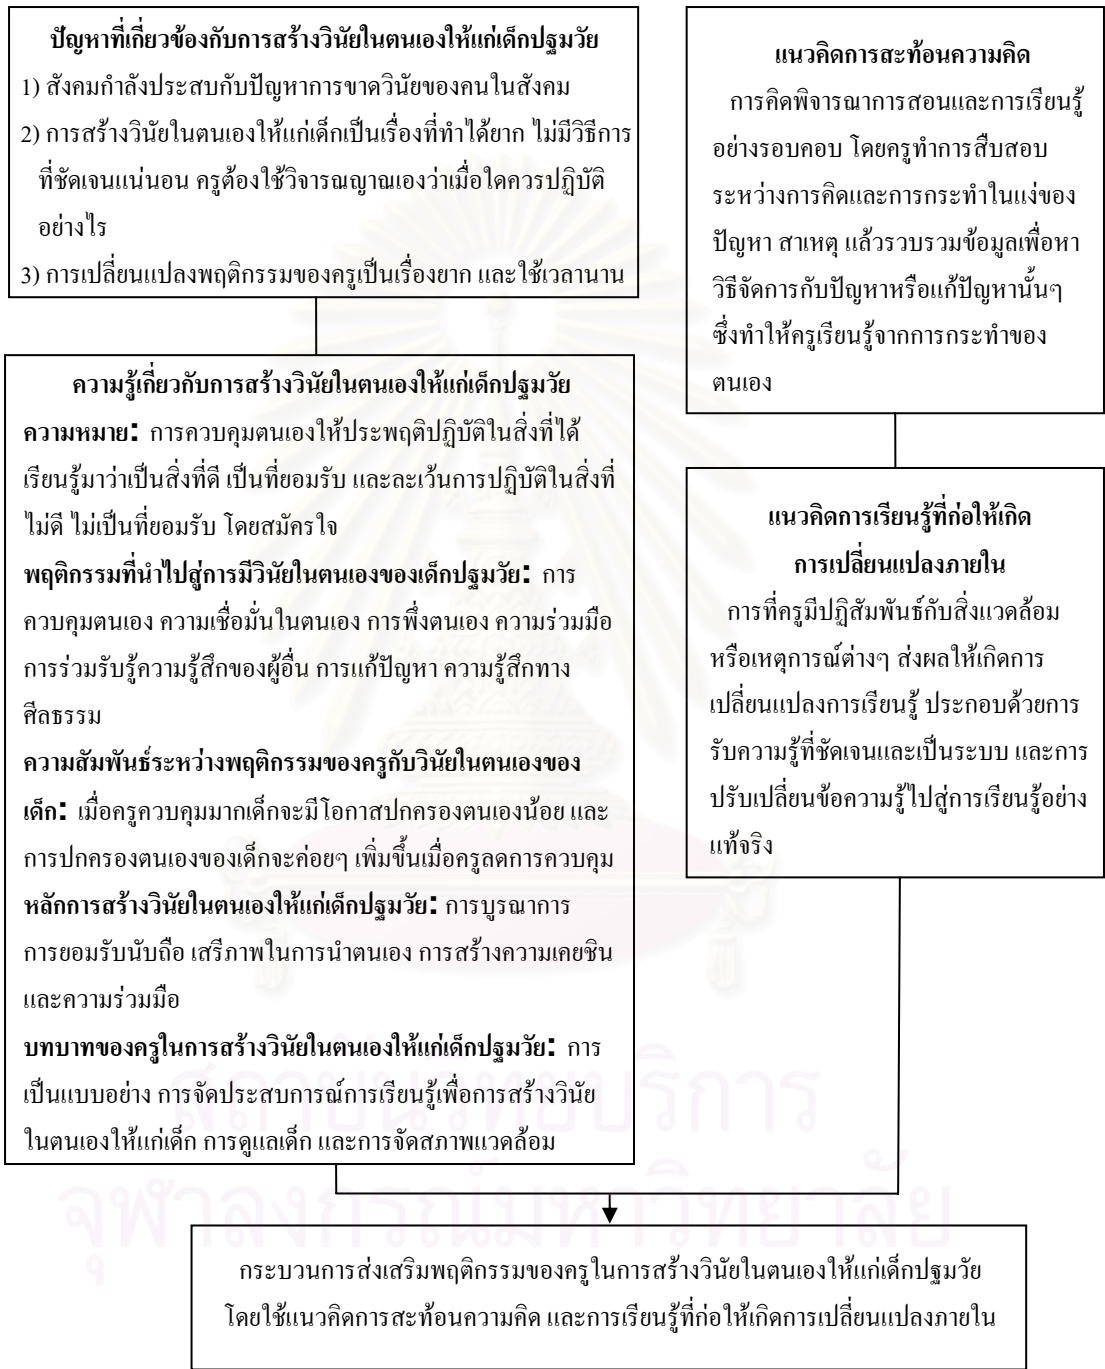 ปัญหาที่เกี่ยวข้องกับการสร้างวินัยในตนเองให้แก่เด็กปฐมวัย
1) สังคมกำลังประสบกับปัญหาการขาดวินัยของคนในสังคม
2) การสร้างวินัยในตนเองให้แก่เด็กเป็นเรื่องที่ทำได้ยาก ไม่มีวิธีการ
ที่ชัดเจนแน่นอน ครูต้องใช้วิจารณญาณเองว่าเมื่อใดควรปฏิบัติ
อย่างไร
3) การเปลี่ยนแปลงพฤติกรรมของครูเป็นเรื่องยาก และใช้เวลานาน
ความรู้เกี่ยวกับการสร้างวินัยในตนเองให้แก่เด็กปฐมวัย
ความหมาย: การควบคุมตนเองให้ประพฤติปฏิบัติในสิ่งที่ได้
เรียนรู้มาว่าเป็นสิ่งที่ดี เป็นที่ยอมรับ และละเว้นการปฏิบัติในสิ่งที่
ไม่ดี ไม่เป็นที่ยอมรับ โดยสมัครใจ
พฤติกรรมที่นำไปสู่การมีวินัยในตนเองของเด็กปฐมวัย: การ
ควบคุมตนเอง ความเชื่อมั่นในตนเอง การพึ่งตนเอง ความร่วมมือ
การร่วมรับรู้ความรู้สึกของผู้อื่น การแก้ปัญหา ความรู้สึกทาง
ศีลธรรม
ความสัมพันธ์ระหว่างพฤติกรรมของครูกับวินัยในตนเองของ
เด็ก: เมื่อครูควบคุมมากเด็กจะมีโอกาสปกครองตนเองน้อย และ
การปกครองตนเองของเด็กจะค่อยๆ เพิ่มขึ้นเมื่อครูลดการควบคุม
หลักการสร้างวินัยในตนเองให้แก่เด็กปฐมวัย: การบูรณาการ
การยอมรับนับถือ เสรีภาพในการนำตนเอง การสร้างความเคยชิน
และความร่วมมือ
บทบาทของครูในการสร้างวินัยในตนเองให้แก่เด็กปฐมวัย: การ
เป็นแบบอย่าง การจัดประสบการณ์การเรียนรู้เพื่อการสร้างวินัย
ในตนเองให้แก่เด็ก การดูแลเด็ก และการจัดสภาพแวดล้อม
แนวคิดการสะท้อนความคิด
การคิดพิจารณาการสอนและการเรียนรู้
อย่างรอบคอบ โดยครูทำการสืบสอบ
ระหว่างการคิดและการกระทำในแง่ของ
ปัญหา สาเหตุ แล้วรวบรวมข้อมูลเพื่อหา
วิธีจัดการกับปัญหาหรือแก้ปัญหานั้นๆ
ซึ่งทำให้ครูเรียนรู้จากการกระทำของ
ตนเอง
แนวคิดการเรียนรู้ที่ก่อให้เกิด
การเปลี่ยนแปลงภายใน
การที่ครูมีปฏิสัมพันธ์กับสิ่งแวดล้อม
หรือเหตุการณ์ต่างๆ ส่งผลให้เกิดการ
เปลี่ยนแปลงการเรียนรู้ ประกอบด้วยการ
รับความรู้ที่ชัดเจนและเป็นระบบ และการ
ปรับเปลี่ยนข้อความรู้ไปสู่การเรียนรู้อย่าง
แท้จริง
สถาบันวิทยบริการ
จุฬาลงกรณ์มหาวิทยาลัย
กระบวนการส่งเสริมพฤติกรรมของครูในการสร้างวินัยในตนเองให้แก่เด็กปฐมวัย
โดยใช้แนวคิดการสะท้อนความคิด และการเรียนรู้ที่ก่อให้เกิดการเปลี่ยนแปลงภายใน